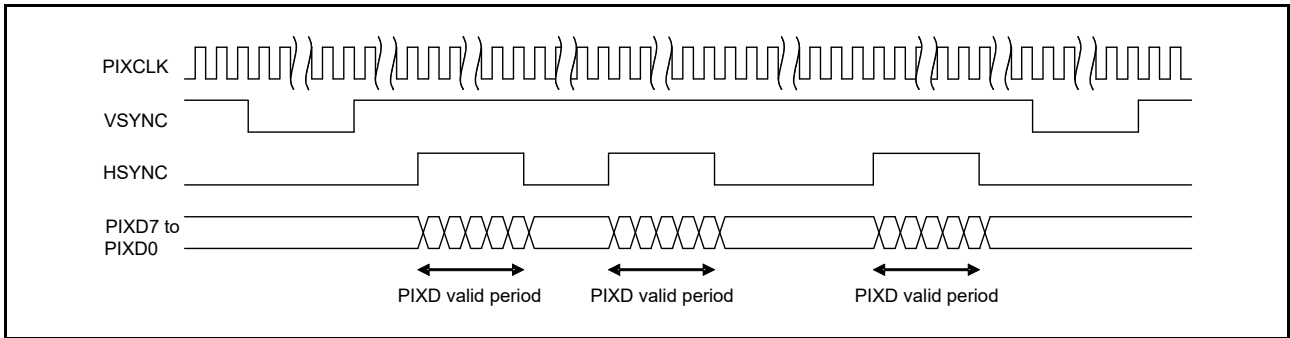 PIXCLK
VSYNC
HSYNC
PIXD7 to
PIXD0
PIXD valid period
PIXD valid period
PIXD valid period